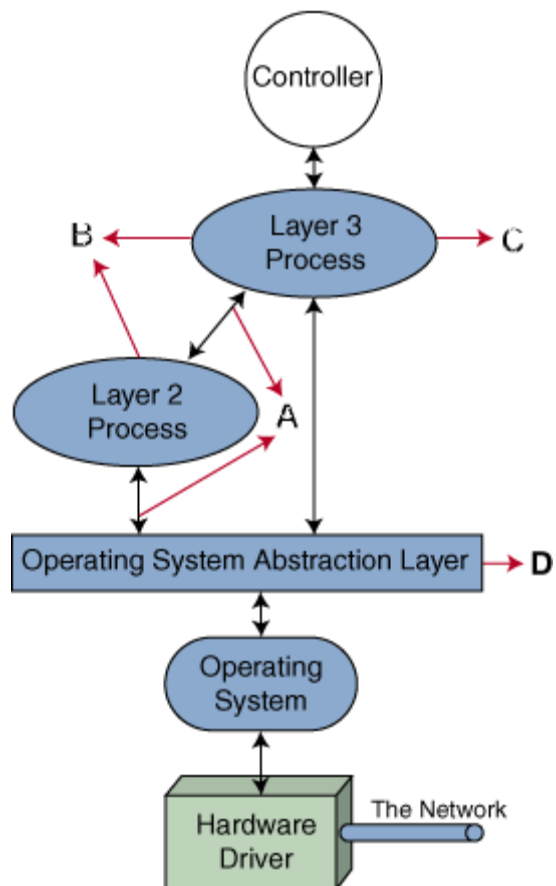 Controller
Layer 3
Process
B
C
Layer 2
Process
A
Operating System Abstraction Layer
D
Operating
System
The Network
Hardware
Driver